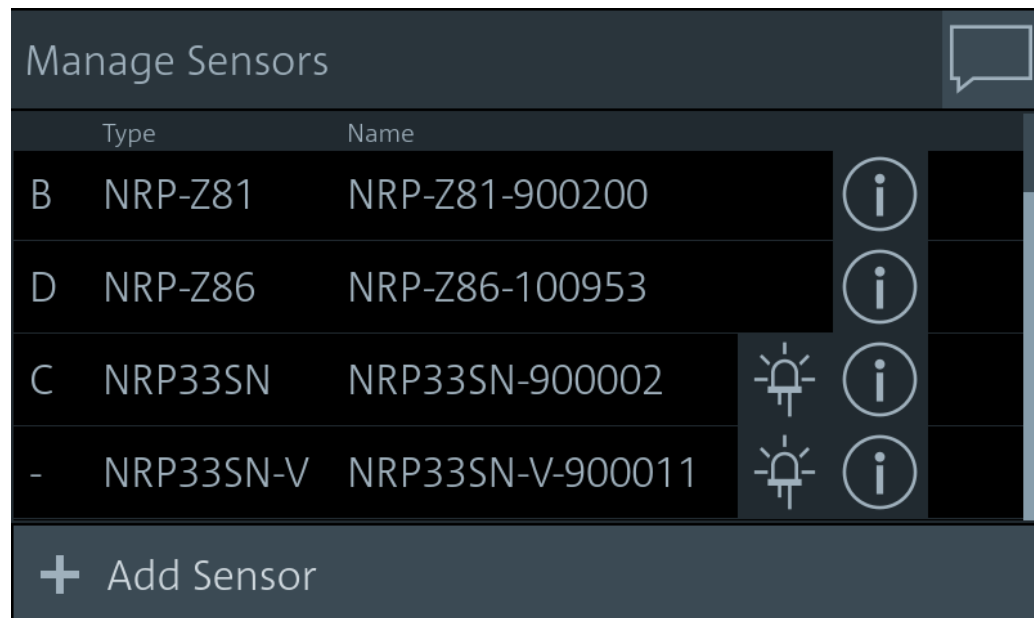 Manage Sensors
Type Name
B NRP-Z81 NRP-Z81-900200
D NRP-Z86 NRP-Z86-100953
C NRP33SN NRP33SN-900002
- NRP33SN-V NRP33SN-V-900011
+ Add Sensor